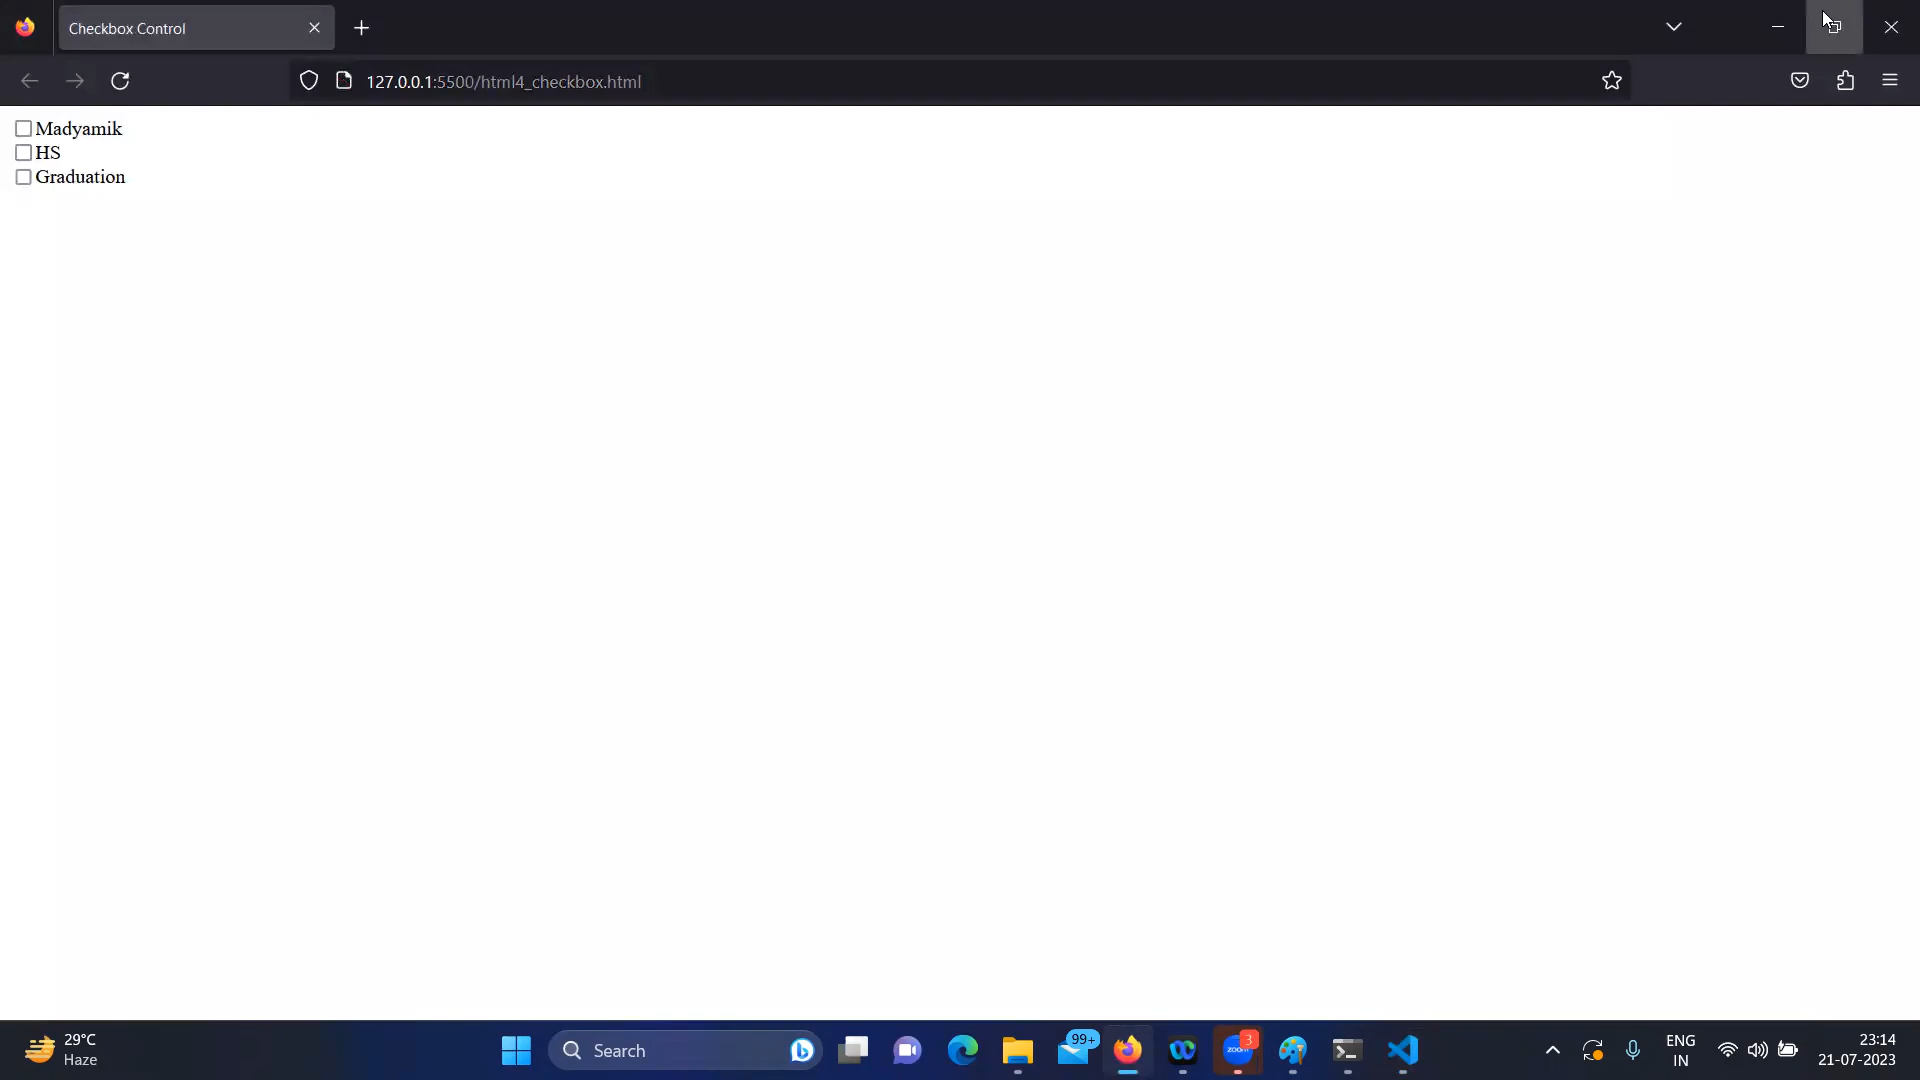 Checkbox Control
127.0.0.1:5500/html4_checkbox.html
Madyamik
HS
Graduation
29°C
Haze
Search
99+
zoom
3
ENG
IN
23:14
21-07-2023